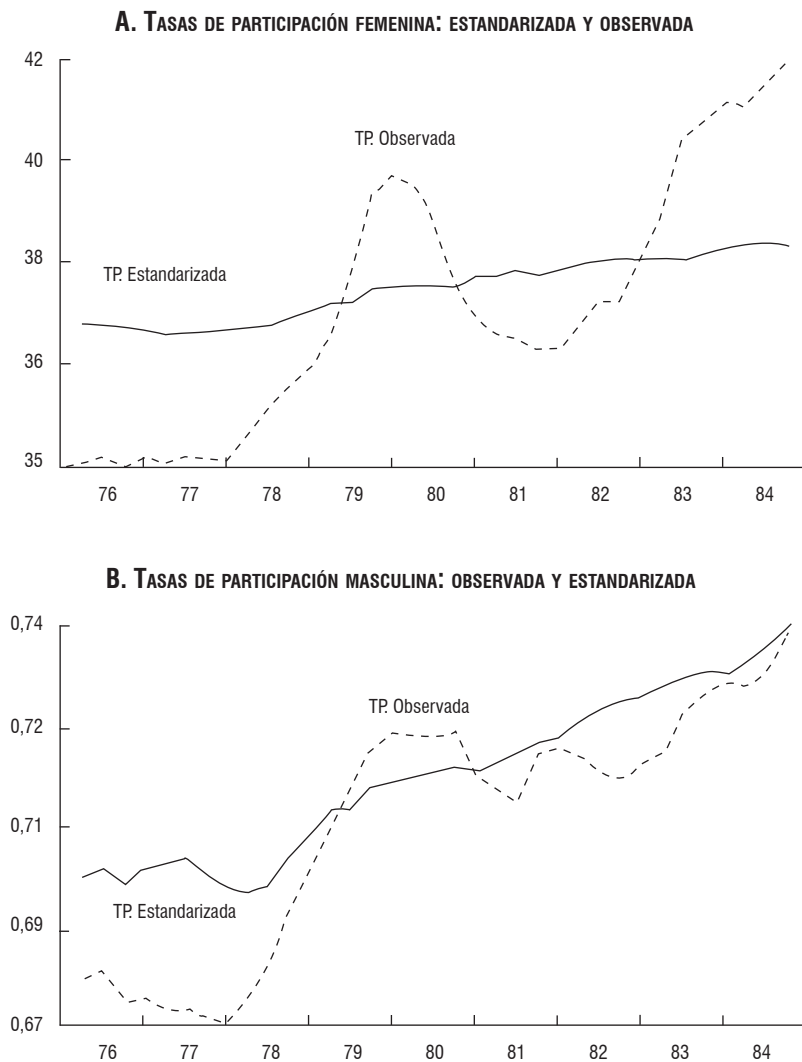 A. Tasas de participación femenina: estandarizada y observada
42
TP. Observada
40
38
TP. Estandarizada
36
35
76 77 78 79 80 81 82 83 84
B. Tasas de participación masculina: observada y estandarizada
0,74
TP. Observada
0,72
0,71
TP. Estandarizada
0,69
0,67
76 77 78 79 80 81 82 83 84